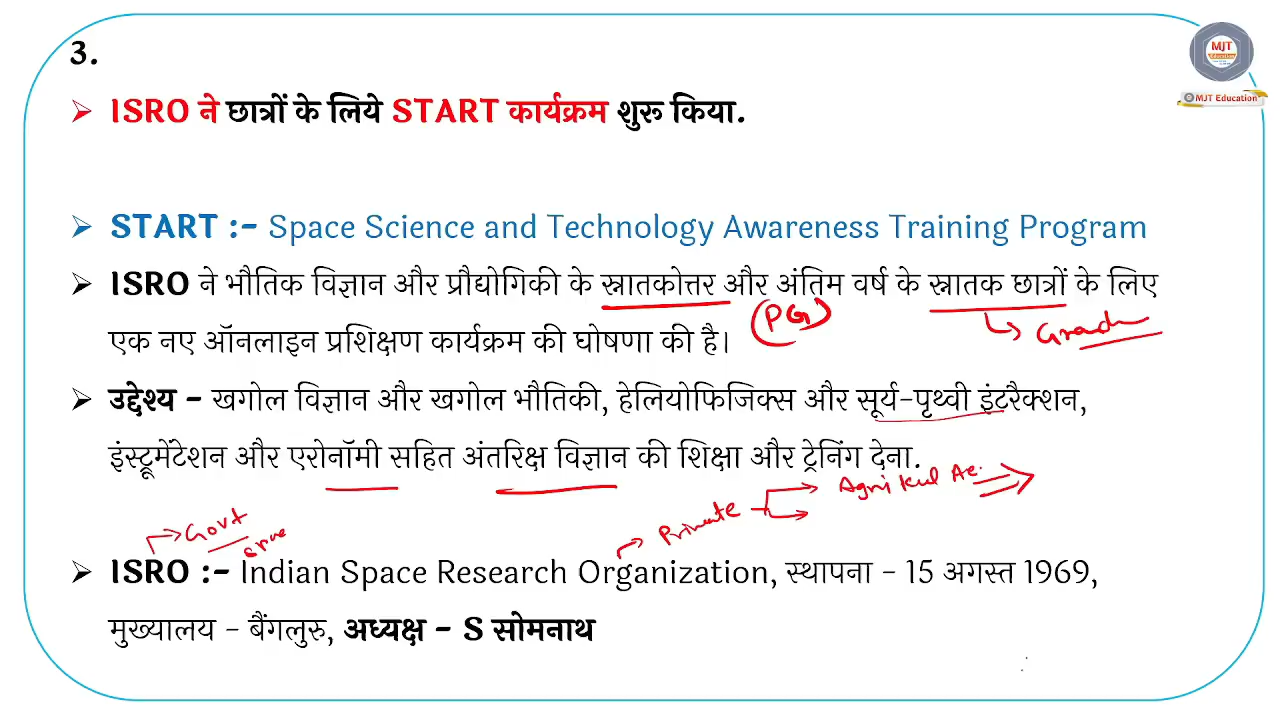 3.
MJT
Education
MJT Education
➢ ISRO ने छात्रों के लिये START कार्यक्रम शुरू किया.
➢ START :- Space Science and Technology Awareness Training Program
➢ ISRO ने भौतिक विज्ञान और प्रौद्योगिकी के स्नातकोत्तर और अंतिम वर्ष के स्नातक छात्रों के लिए
(PG)
Grad
एक नए ऑनलाइन प्रशिक्षण कार्यक्रम की घोषणा की है।
➢ उद्देश्य - खगोल विज्ञान और खगोल भौतिकी, हेलियोफिजिक्स और सूर्य-पृथ्वी इंटरैक्शन,
इंस्ट्रूमेंटेशन और एरोनॉमी सहित अंतरिक्ष विज्ञान की शिक्षा और ट्रेनिंग देना.
Govt
Private
➢ ISRO :- Indian Space Research Organization, स्थापना - 15 अगस्त 1969,
मुख्यालय - बैंगलुरु, अध्यक्ष - S सोमनाथ